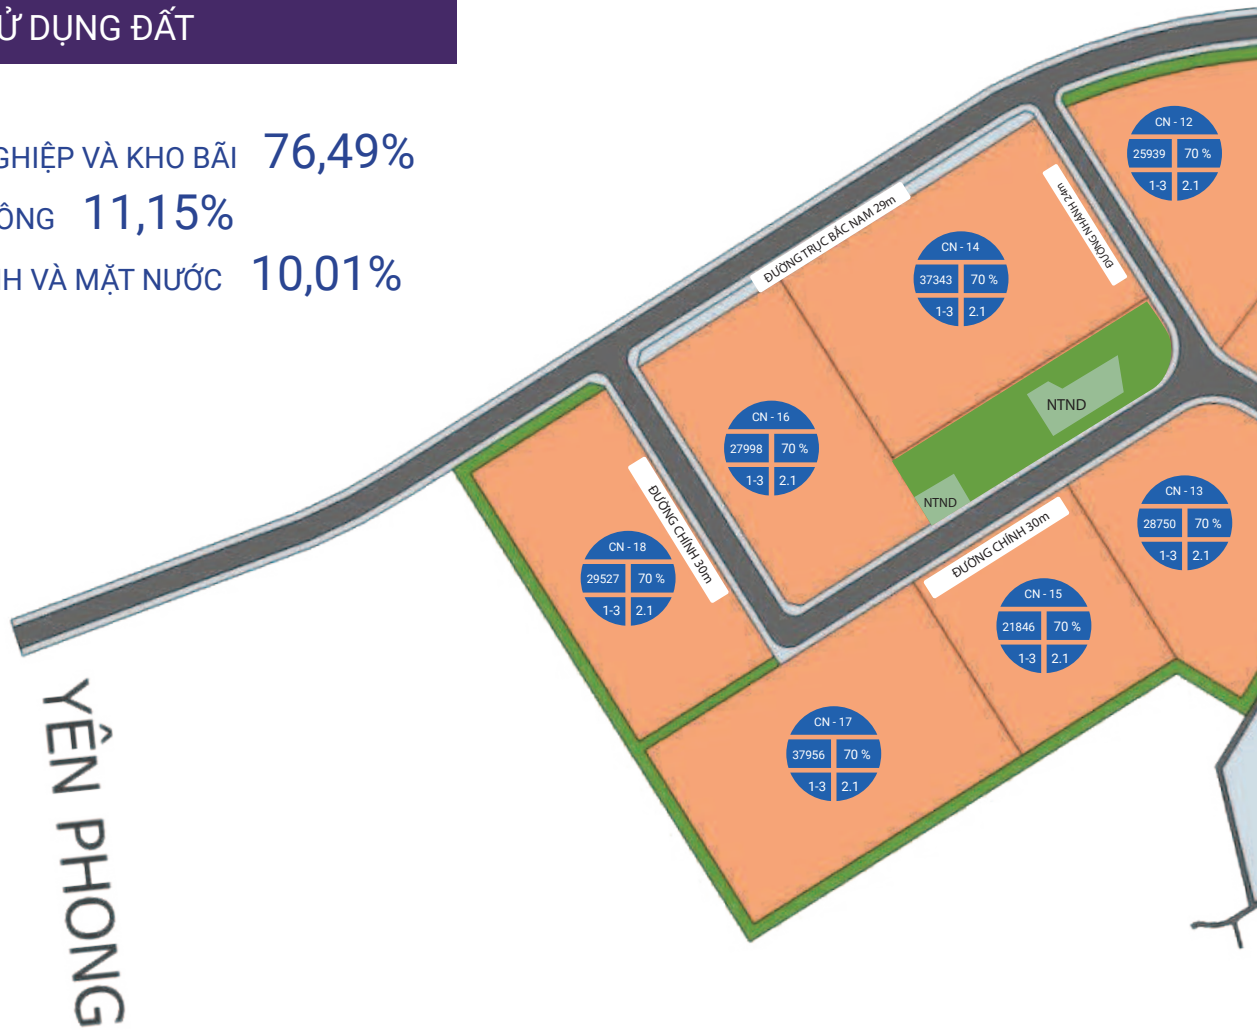 Ử DỤNG ĐẤT
GHIỆP VÀ KHO BÃI 76,49%
ÔNG 11,15%
H VÀ MẶT NƯỚC 10,01%
CN - 12
25939 70 %
1-3 2.1
ĐƯỜNG NHÁNH 24m
ĐƯỜNG TRỤC BẮC NAM 29m
CN - 14
37343 70 %
1-3 2.1
NTND
CN - 16
27998 70 %
1-3 2.1
NTND
CN - 13
28750 70 %
1-3 2.1
ĐƯỜNG CHÍNH 30m
ĐƯỜNG CHÍNH 30m
CN - 18
29527 70 %
1-3 2.1
CN - 15
21846 70 %
1-3 2.1
CN - 17
37956 70 %
1-3 2.1
YÊN PHONG